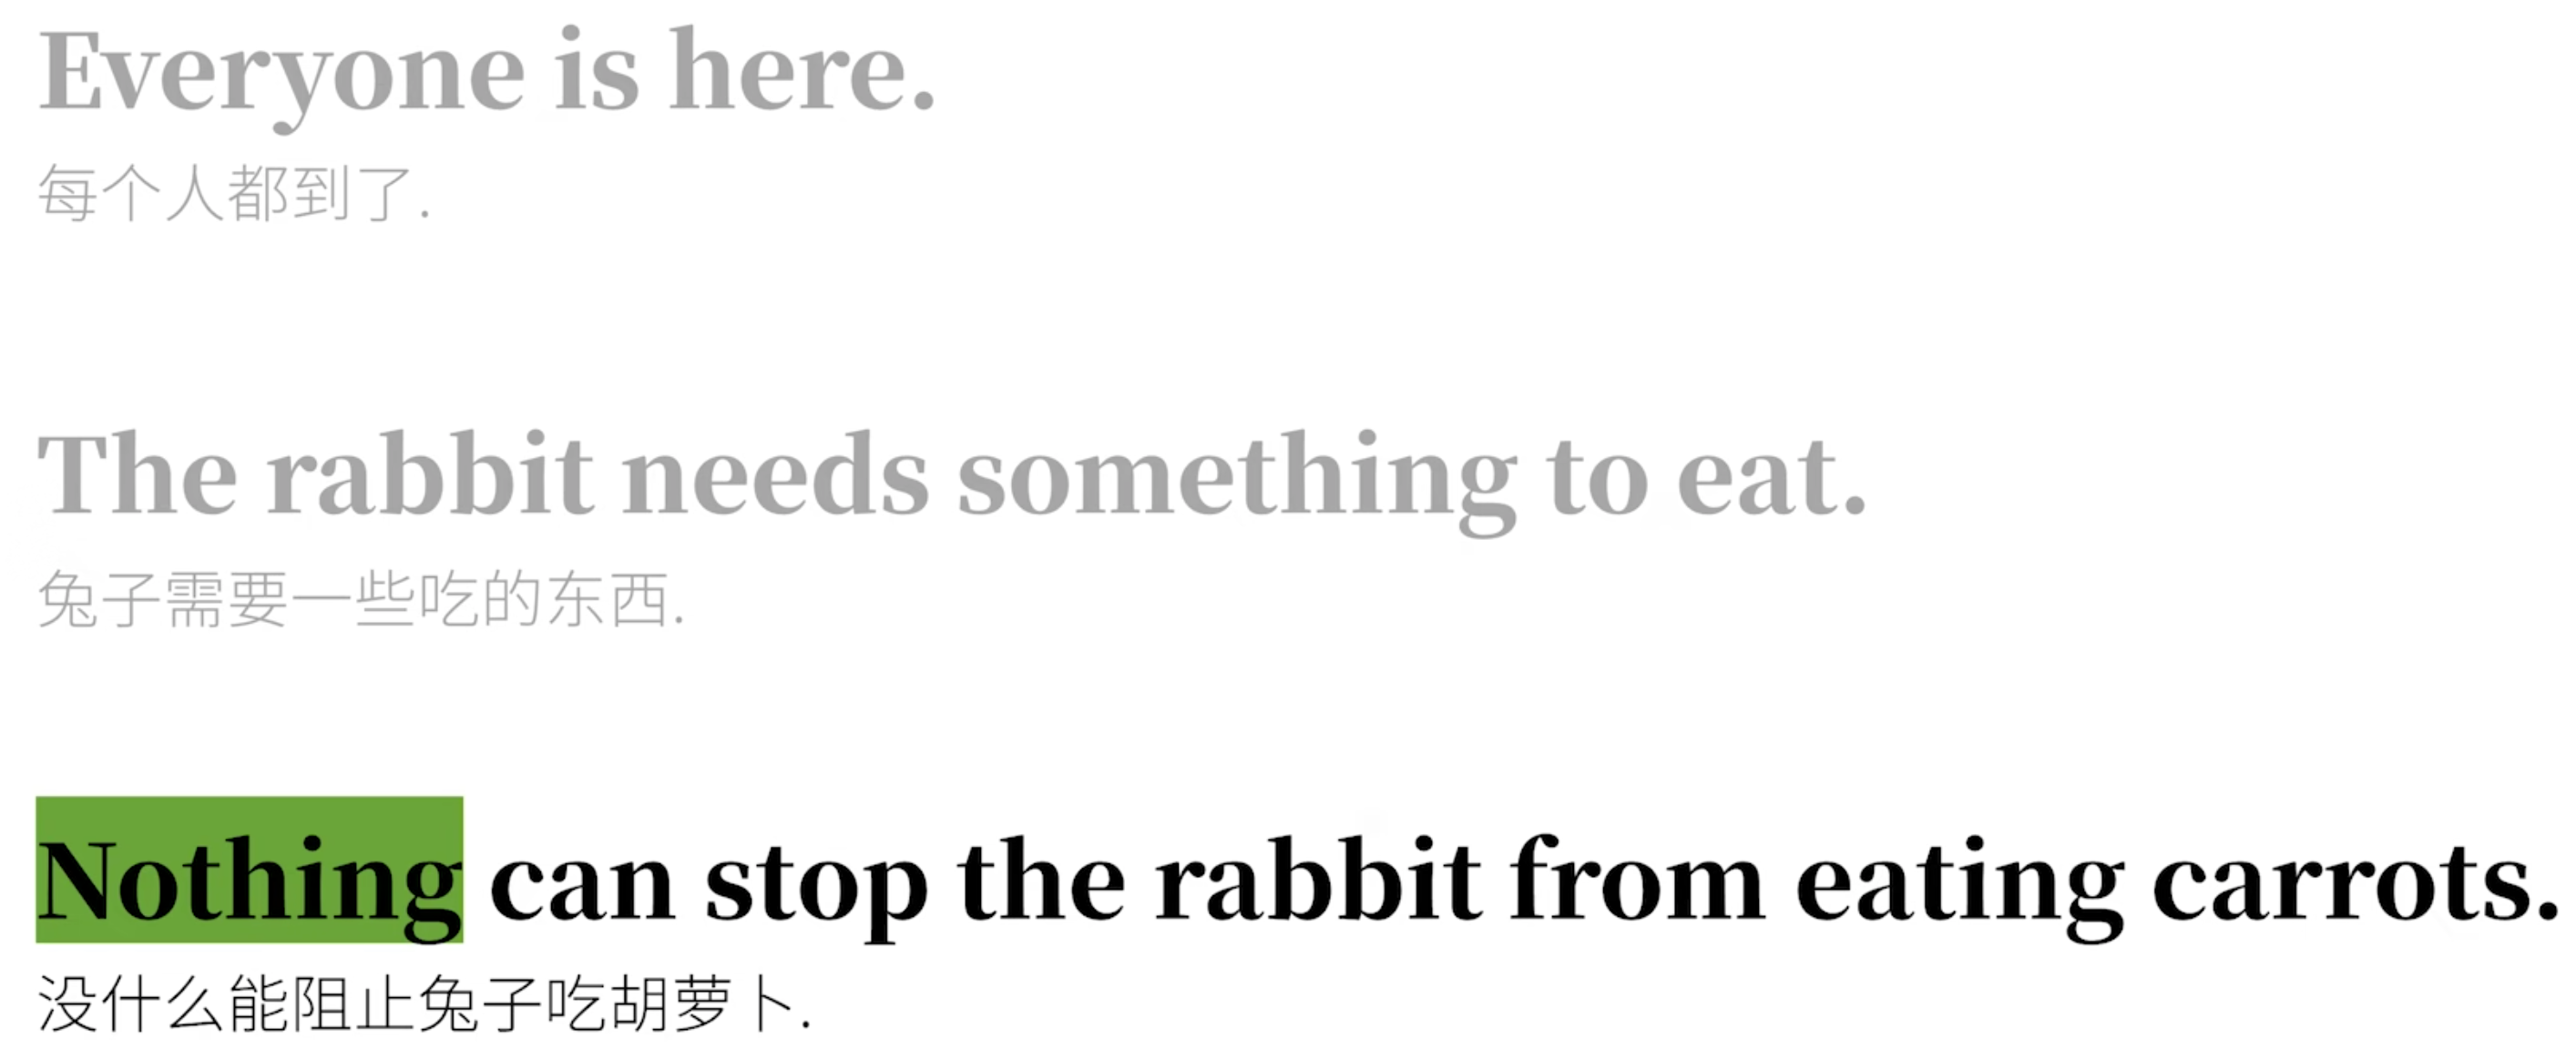 Everyone is here.
每个人都到了.
The rabbit needs something to eat.
兔子需要一些吃的东西.
Nothing can stop the rabbit from eating carrots.
没什么能阻止兔子吃胡萝卜.